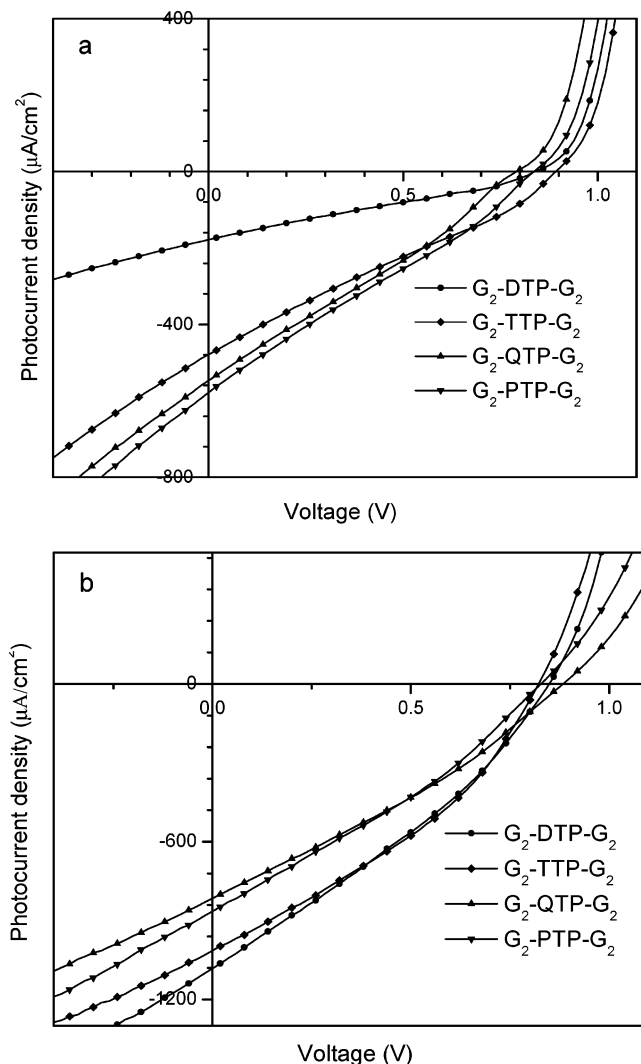 a
-400
0
0.0
0.5
1.0
-400
-800
Photocurrent density (μA/cm²)
G₂-DTP-G₂
G₂-TTP-G₂
G₂-QTP-G₂
G₂-PTP-G₂
Voltage (V)
b
0
0.0
0.5
1.0
-600
-1200
Photocurrent density (μA/cm²)
G₂-DTP-G₂
G₂-TTP-G₂
G₂-QTP-G₂
G₂-PTP-G₂
Voltage (V)